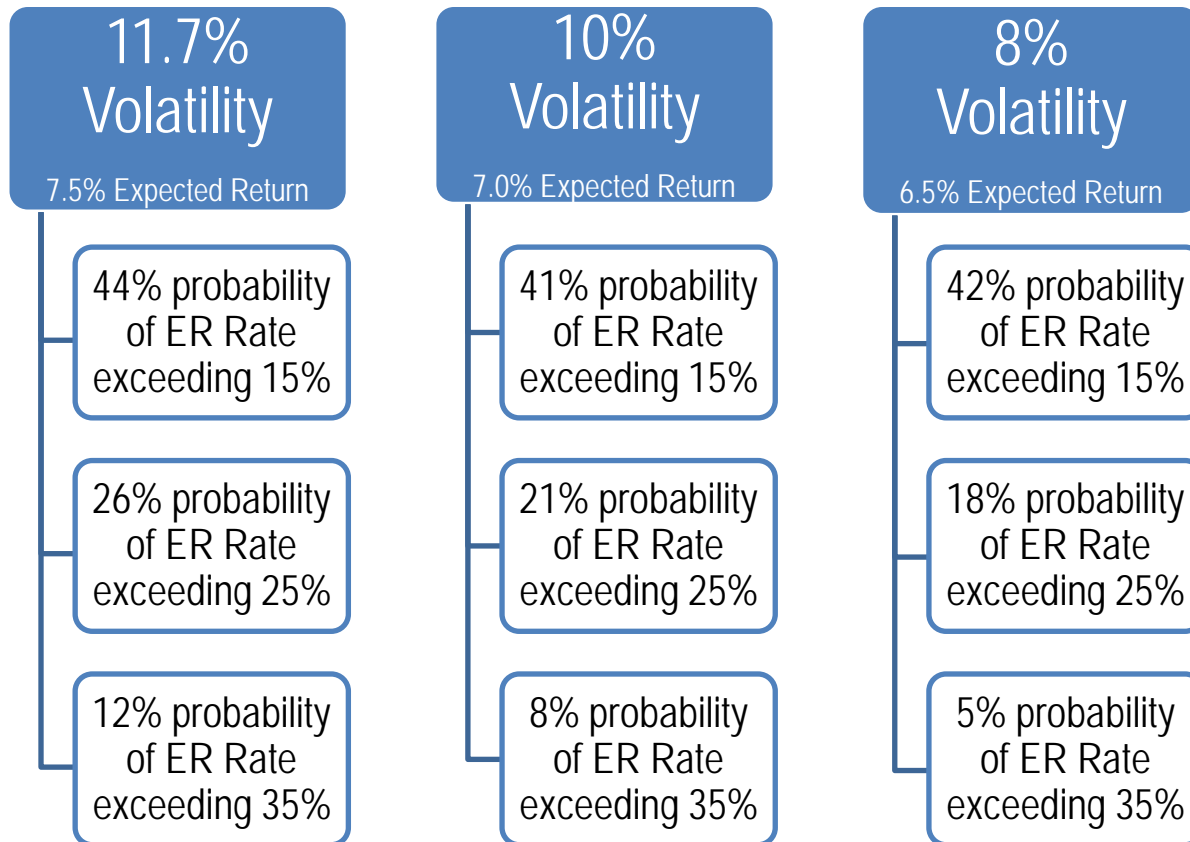 11.7%
Volatility
7.5% Expected Return
44% probability
of ER Rate
exceeding 15%
26% probability
of ER Rate
exceeding 25%
12% probability
of ER Rate
exceeding 35%
10%
Volatility
7.0% Expected Return
41% probability
of ER Rate
exceeding 15%
21% probability
of ER Rate
exceeding 25%
8% probability
of ER Rate
exceeding 35%
8%
Volatility
6.5% Expected Return
42% probability
of ER Rate
exceeding 15%
18% probability
of ER Rate
exceeding 25%
5% probability
of ER Rate
exceeding 35%